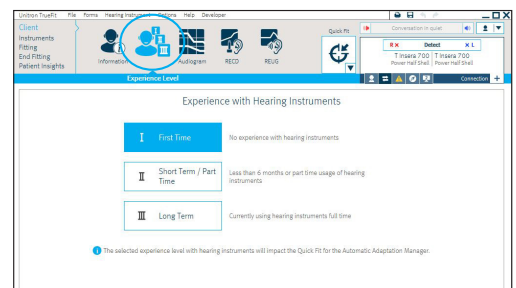 Unitron TrueFit File Forms Hearing Instrument Options Help Developer
Client
Instruments
Fitting
End Fitting
Patient Insights
Information
Audiogram
RECD
REUG
Quick Fit
Conversation in quiet
R X Detect X L
T Insera 700 T Insera 700
Power Half Shell Power Half Shell
Experience Level
Connection +
Experience with Hearing Instruments
I First Time No experience with hearing instruments
II Short Term / Part Time Less than 6 months or part time usage of hearing instruments
III Long Term Currently using hearing instruments full time
The selected experience level with hearing instruments will impact the Quick Fit for the Automatic Adaptation Manager.